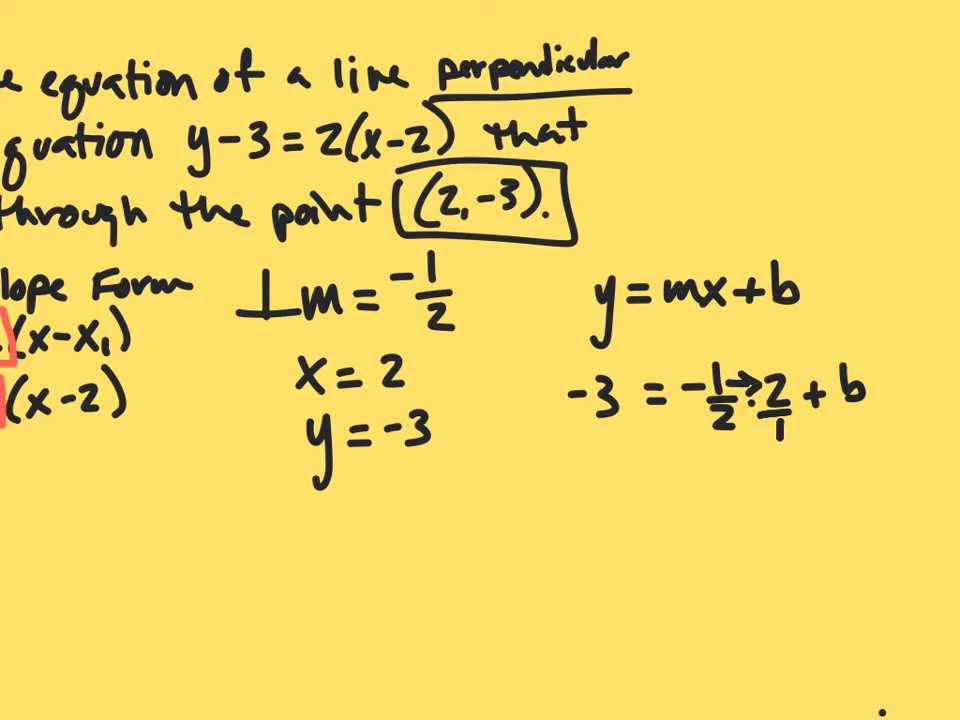 e equation of a line perpendicular
quation y - 3 = 2(x - 2) that
through the point (2, -3).
lope Form
(x - x₁)
(x - 2)
⊥ m = -1/2
x = 2
y = -3
y = mx + b
-3 = -1/2 → · 2/1 + b